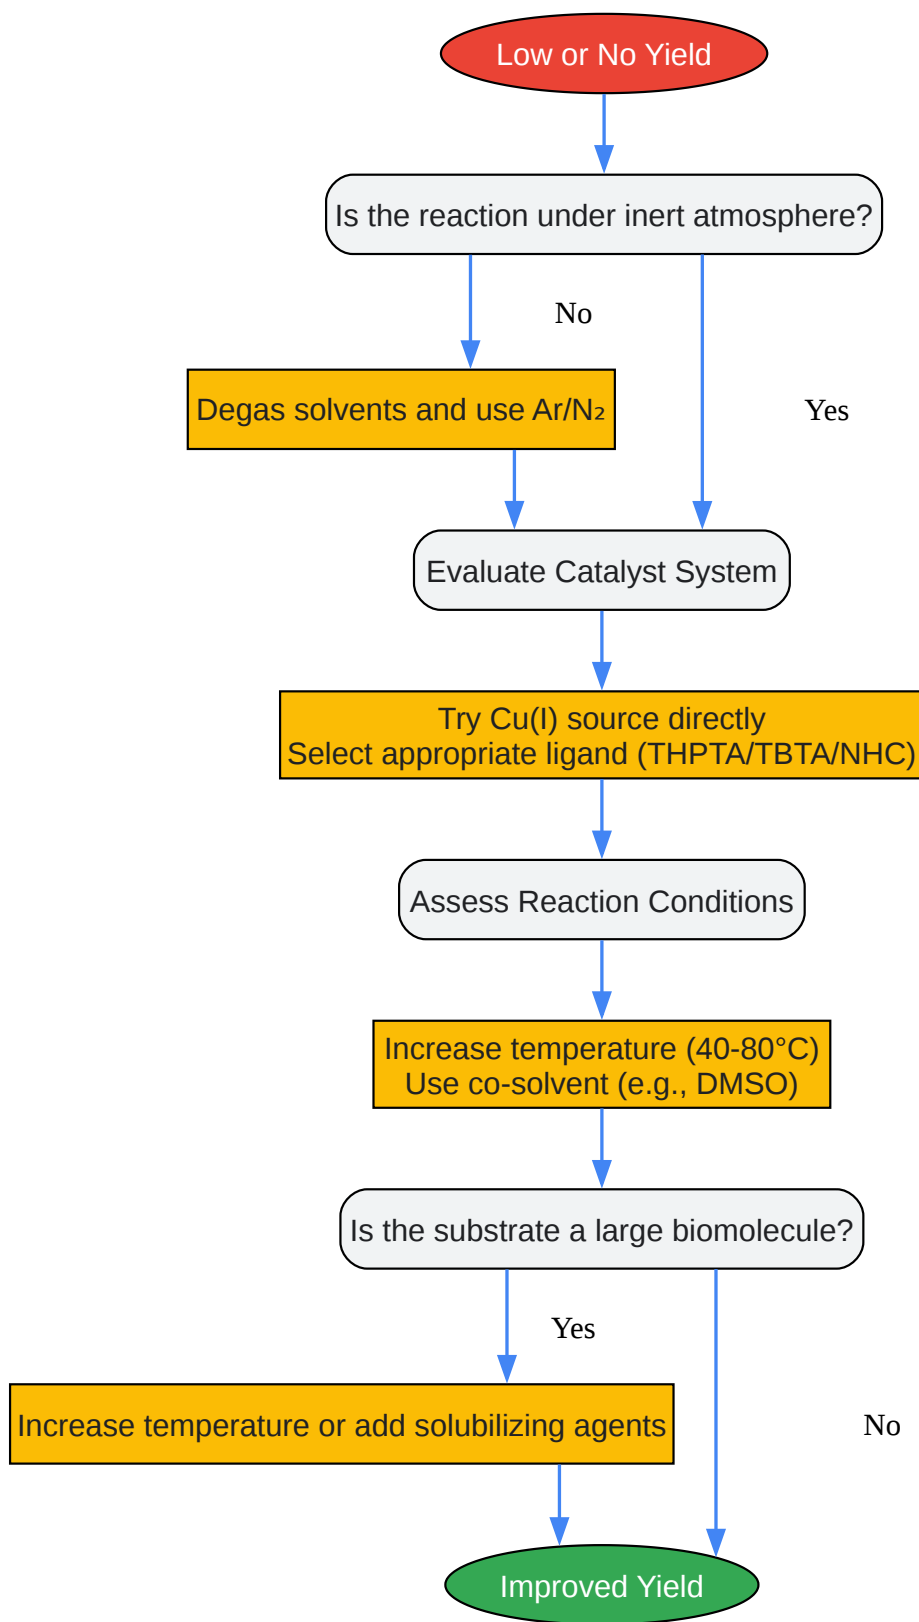 Low or No Yield
Is the reaction under inert atmosphere?
No
Degas solvents and use Ar/N₂
Yes
Evaluate Catalyst System
Try Cu(I) source directly
Select appropriate ligand (THPTA/TBTA/NHC)
Assess Reaction Conditions
Increase temperature (40-80°C)
Use co-solvent (e.g., DMSO)
Is the substrate a large biomolecule?
Yes
Increase temperature or add solubilizing agents
No
Improved Yield